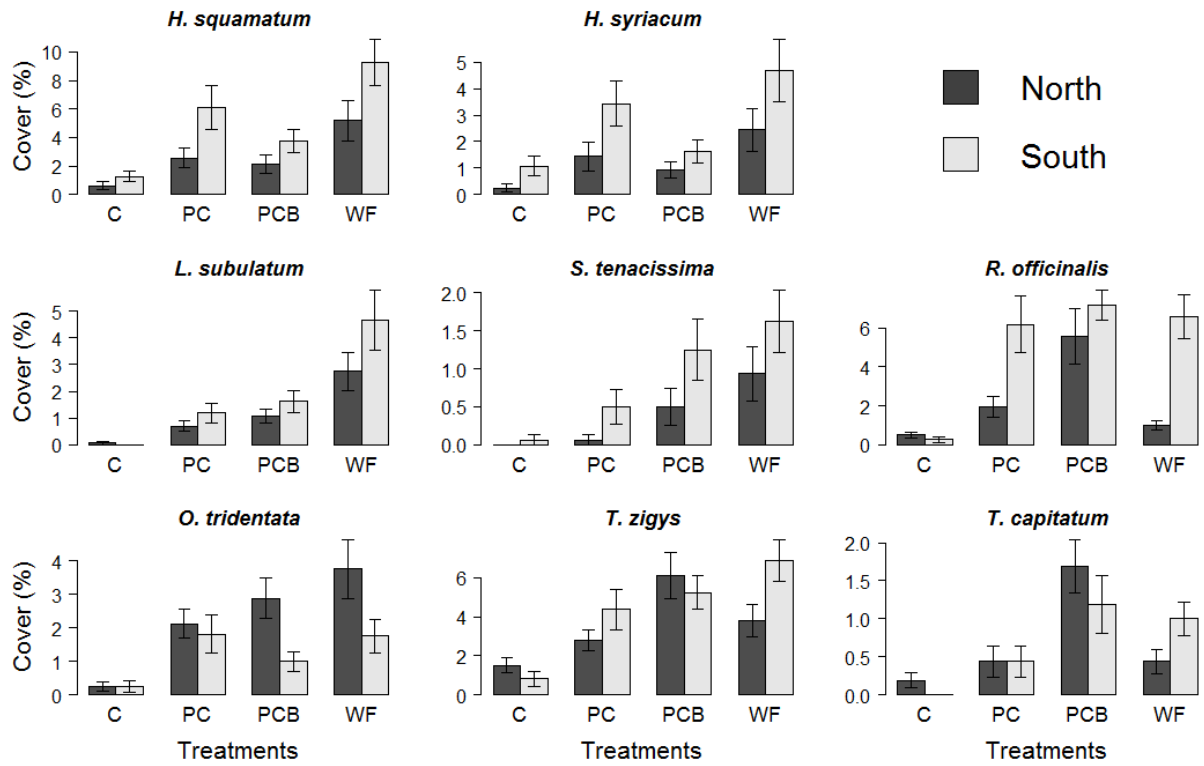 H. squamatum
H. syriacum
North
South
Cover (%)
10
8
6
4
2
0
C PC PCB WF
5
4
3
2
1
0
C PC PCB WF
L. subulatum
S. tenacissima
R. officinalis
Cover (%)
5
4
3
2
1
0
C PC PCB WF
2.0
1.5
1.0
0.5
0.0
C PC PCB WF
6
4
2
0
C PC PCB WF
O. tridentata
T. zigys
T. capitatum
Cover (%)
4
3
2
1
0
C PC PCB WF
Treatments
6
4
2
0
C PC PCB WF
Treatments
2.0
1.5
1.0
0.5
0.0
C PC PCB WF
Treatments